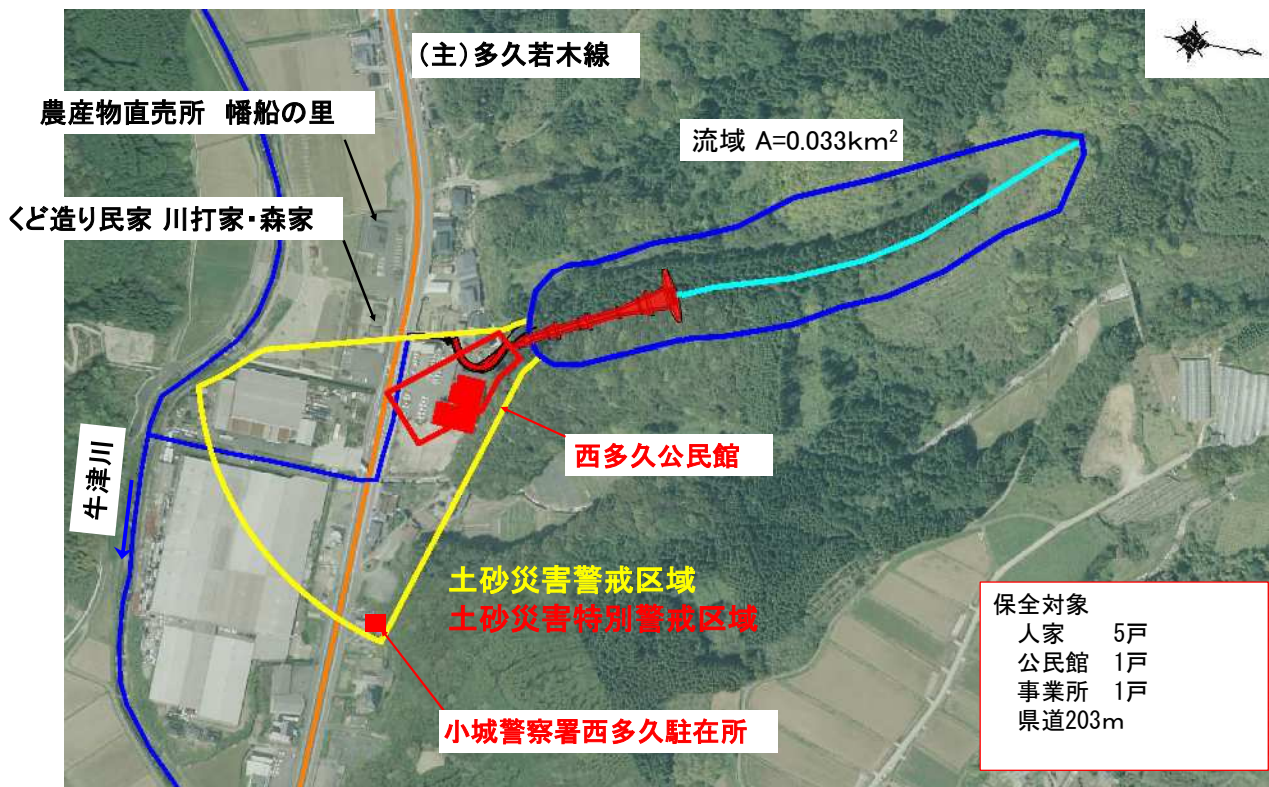 (主)多久若木線
農産物直売所　幡船の里
流域 A=0.033km²
くど造り民家 川打家・森家
牛津川
西多久公民館
土砂災害警戒区域
土砂災害特別警戒区域
小城警察署西多久駐在所
保全対象
人家　5戸
公民館　1戸
事業所　1戸
県道203m